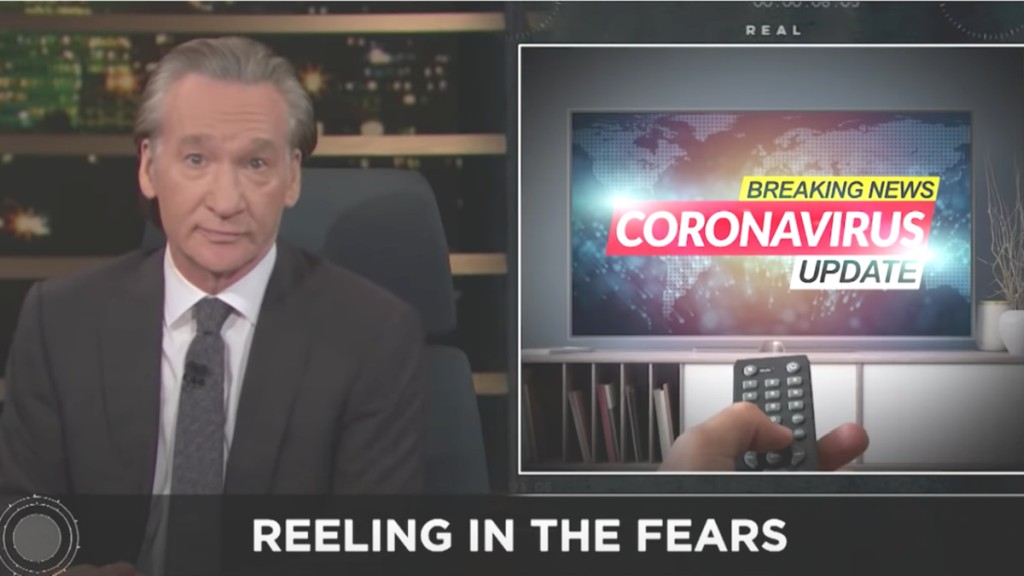 REAL
BREAKING NEWS
CORONAVIRUS
UPDATE
REELING IN THE FEARS